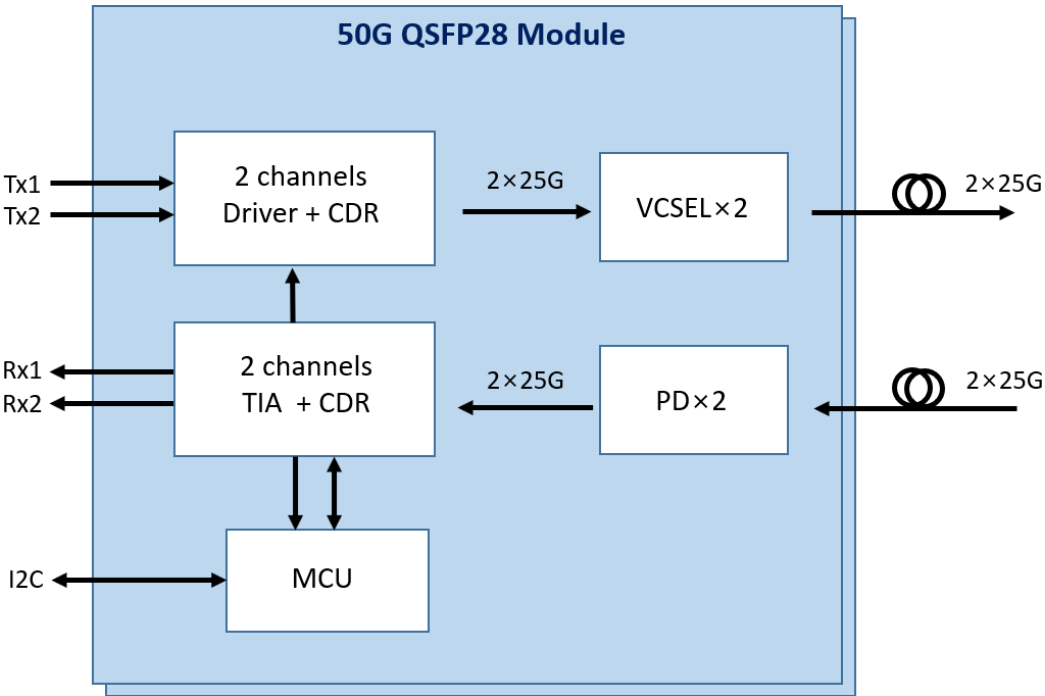 50G QSFP28 Module
Tx1
Tx2
2 channels
Driver + CDR
2×25G
VCSEL×2
2×25G
Rx1
Rx2
2 channels
TIA + CDR
2×25G
PD×2
2×25G
I2C
MCU